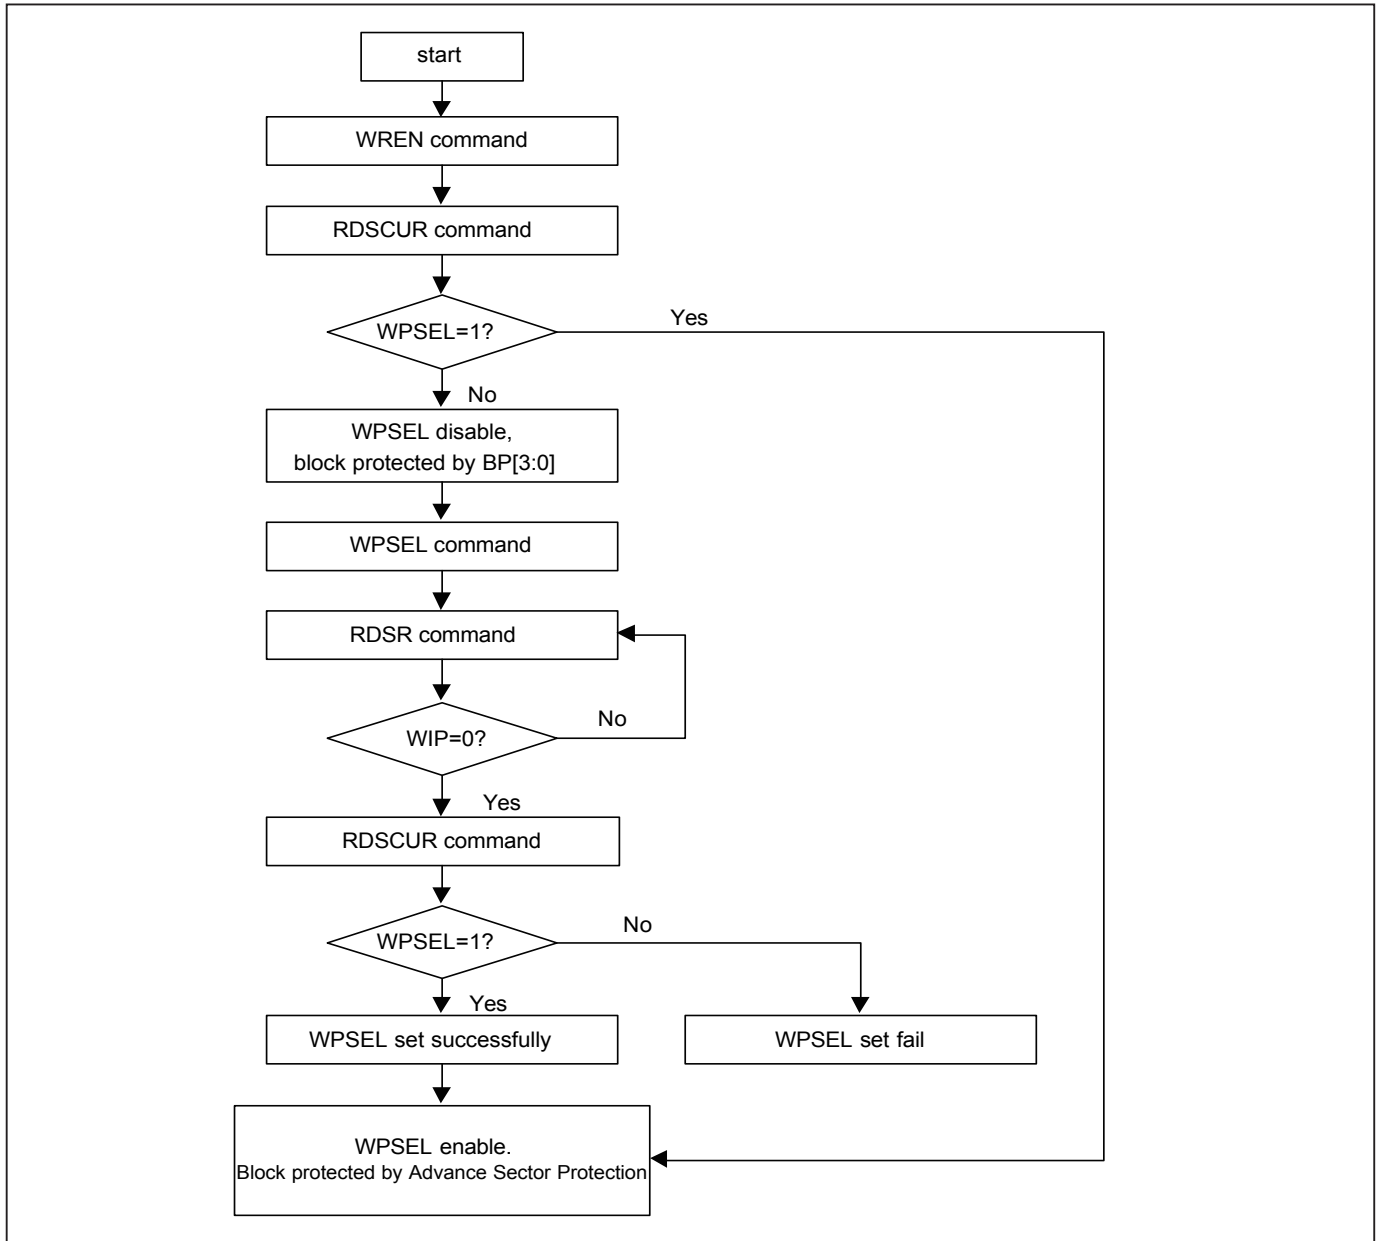 start
WREN command
RDSCUR command
WPSEL=1?
Yes
No
WPSEL disable,
block protected by BP[3:0]
WPSEL command
RDSR command
WIP=0?
No
Yes
RDSCUR command
WPSEL=1?
No
Yes
WPSEL set successfully
WPSEL set fail
WPSEL enable.
Block protected by Advance Sector Protection